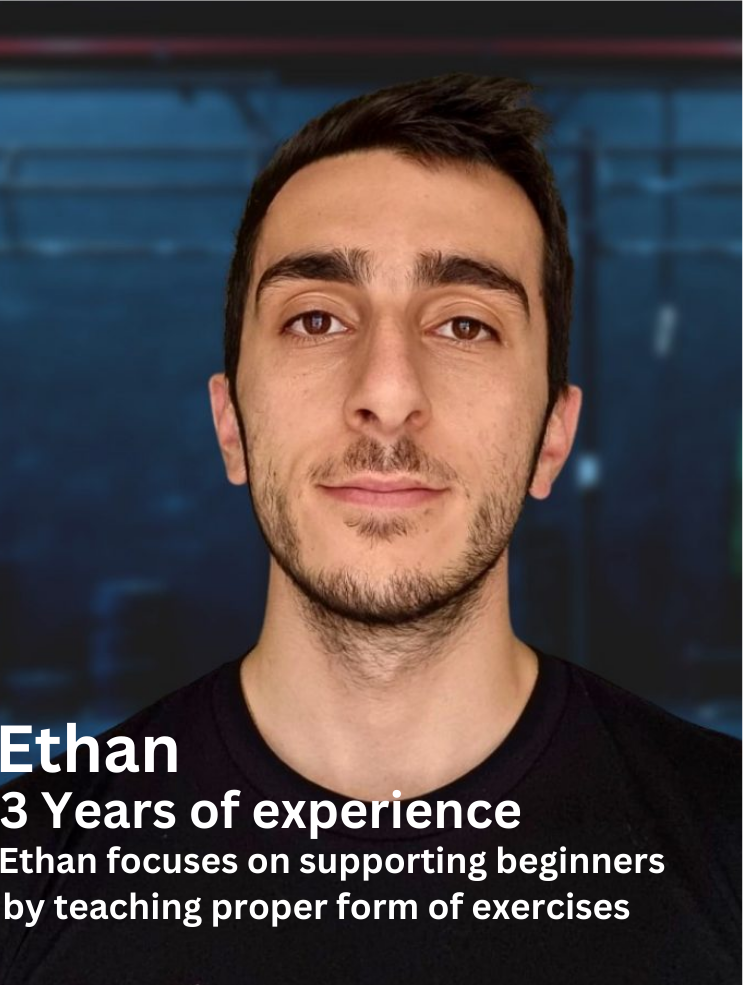 Ethan
3 Years of experience
Ethan focuses on supporting beginners
by teaching proper form of exercises